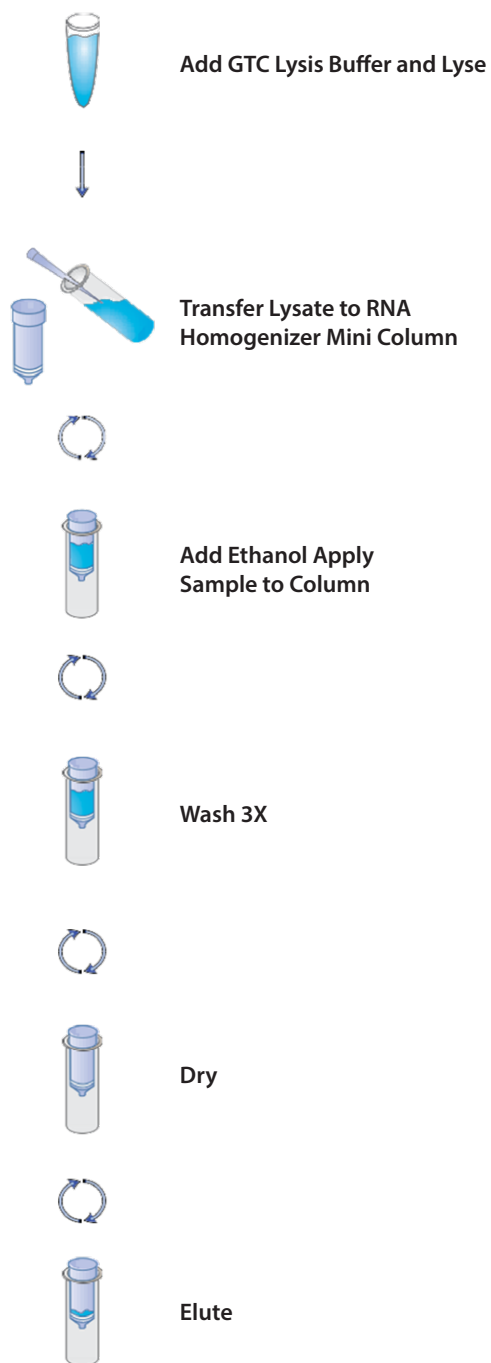 Add GTC Lysis Buffer and Lyse
Transfer Lysate to RNA
Homogenizer Mini Column
Add Ethanol Apply
Sample to Column
Wash 3X
Dry
Elute